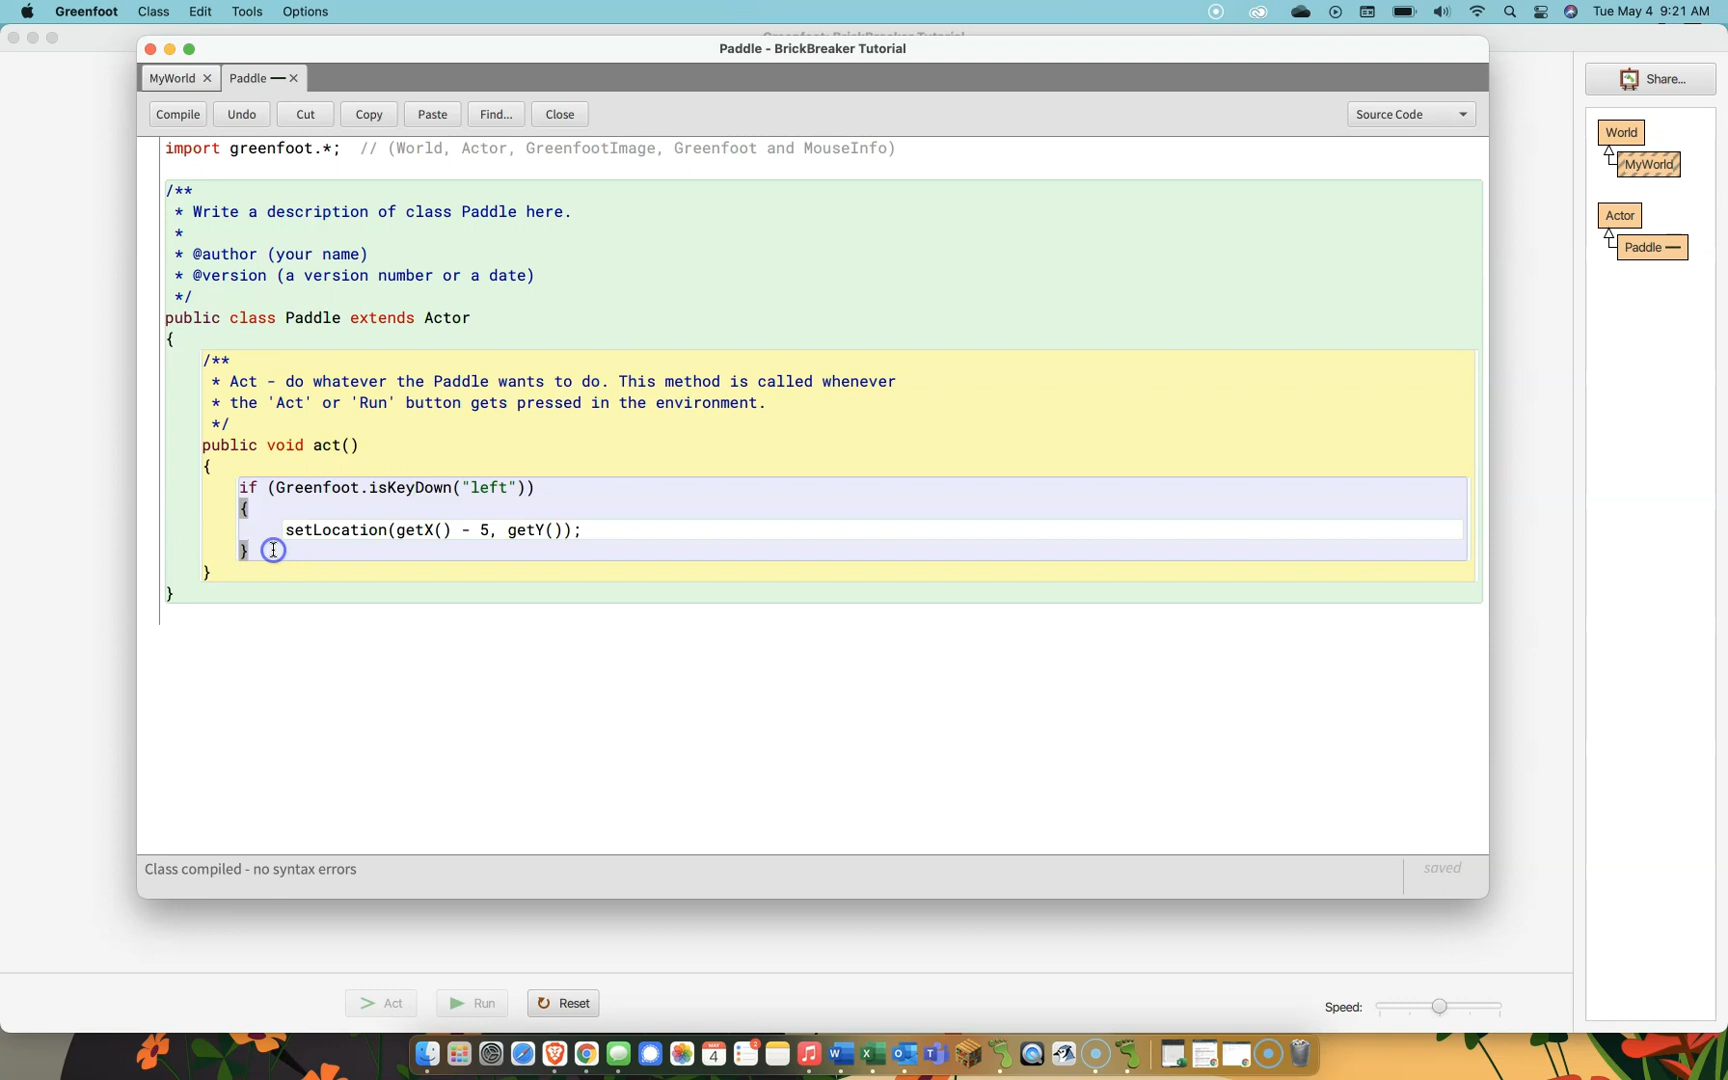 Greenfoot Class Edit Tools Options Tue May 4 9:21 AM
Paddle - BrickBreaker Tutorial
MyWorld
Paddle
Compile Undo Cut Copy Paste Find... Close Source Code
import greenfoot.*;  // (World, Actor, GreenfootImage, Greenfoot and MouseInfo)
/**
 * Write a description of class Paddle here.
 *
 * @author (your name)
 * @version (a version number or a date)
 */
public class Paddle extends Actor
{
    /**
     * Act - do whatever the Paddle wants to do. This method is called whenever
     * the 'Act' or 'Run' button gets pressed in the environment.
     */
    public void act()
    {
        if (Greenfoot.isKeyDown("left"))
        {
             setLocation(getX() - 5, getY());
        }
    }
}
Class compiled - no syntax errors
saved
Share...
World
MyWorld
Actor
Paddle
Act Run Reset Speed:
MAY
4
2